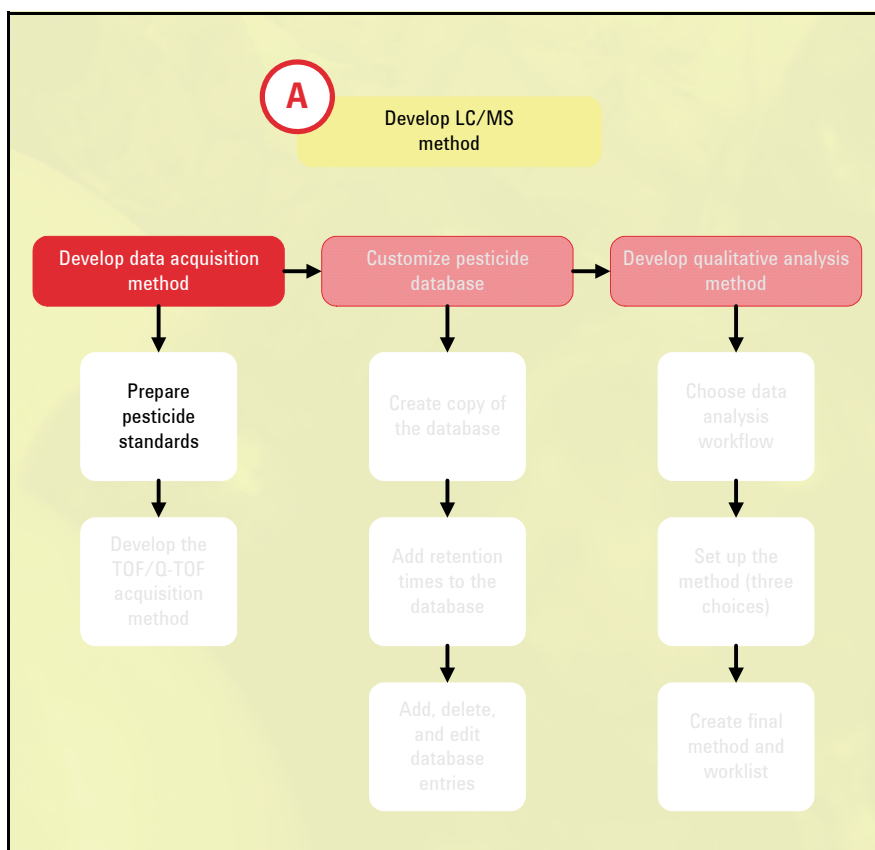 A
Develop LC/MS
method
Develop data acquisition
method
Customize pesticide
database
Develop qualitative analysis
method
Prepare
pesticide
standards
Create copy of
the database
Choose data
analysis
workflow
Develop the
TOF/Q-TOF
acquisition
method
Add retention
times to the
database
Set up the
method (three
choices)
Add, delete,
and edit
database
entries
Create final
method and
worklist